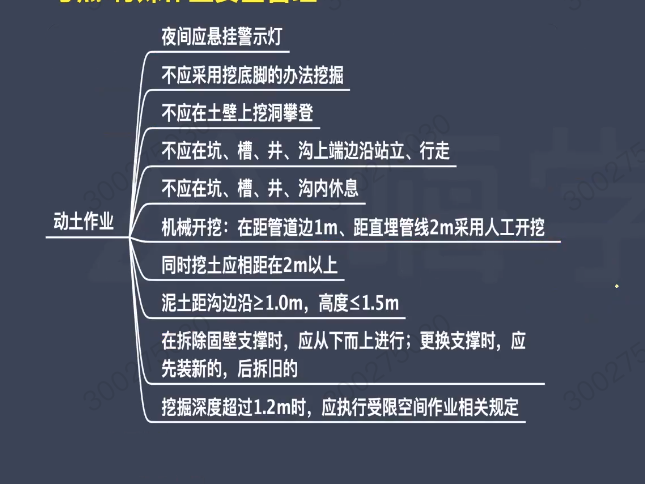 夜间应悬挂警示灯
不应采用挖底脚的办法挖掘
不应在土壁上挖洞攀登
不应在坑、槽、井、沟上端边沿站立、行走
不应在坑、槽、井、沟内休息
动土作业
机械开挖：在距管道边1m、距直埋管线2m采用人工开挖
同时挖土应相距在2m以上
泥土距沟边沿≥1.0m，高度≤1.5m
在拆除固壁支撑时，应从下而上进行；更换支撑时，应
先装新的，后拆旧的
挖掘深度超过1.2m时，应执行受限空间作业相关规定